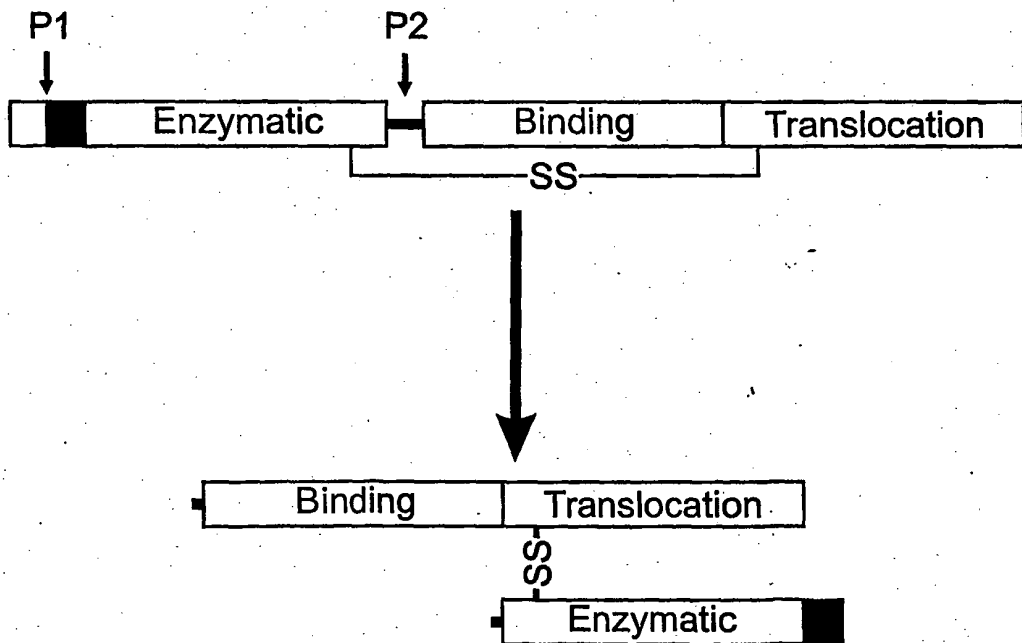 P1 P2
Enzymatic Binding Translocation
SS
Binding Translocation
SS
Enzymatic